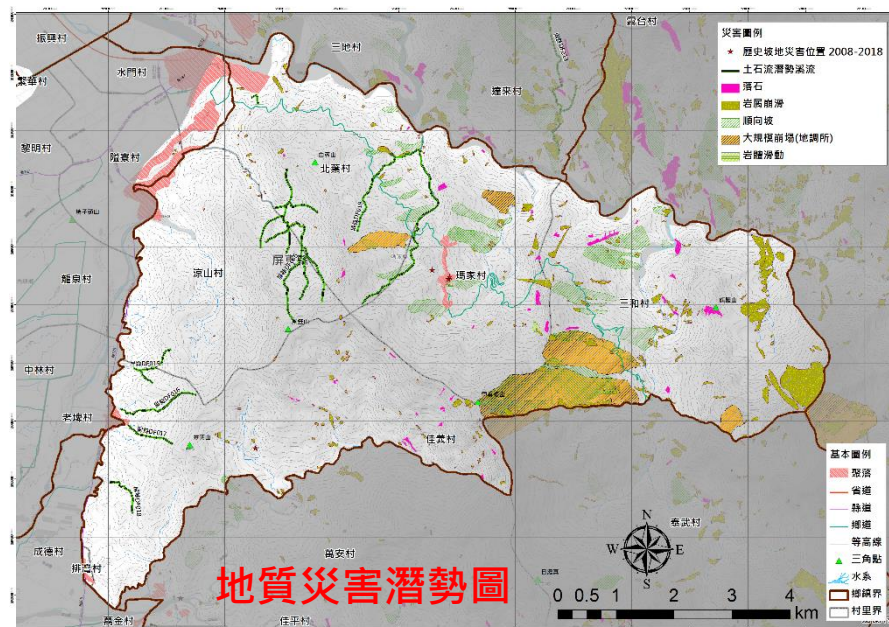 振興村
三地村
霧台村
水門村
繁華村
達來村
黎明村
隘寮村
北葉村
龍泉村
涼山村
瑪家村
三和村
中林村
老埤村
佳義村
泰武村
成德村
萬安村
排灣村
萬金村
佳平村
災害圖例
歷史坡地災害位置 2008-2018
土石流潛勢溪流
落石
岩屑崩滑
順向坡
大規模崩塌(地調所)
岩體滑動
基本圖例
聚落
省道
縣道
鄉道
等高線
三角點
水系
鄉鎮界
村里界
N
W
E
S
地質災害潛勢圖
0 0.5 1 2 3 4
km